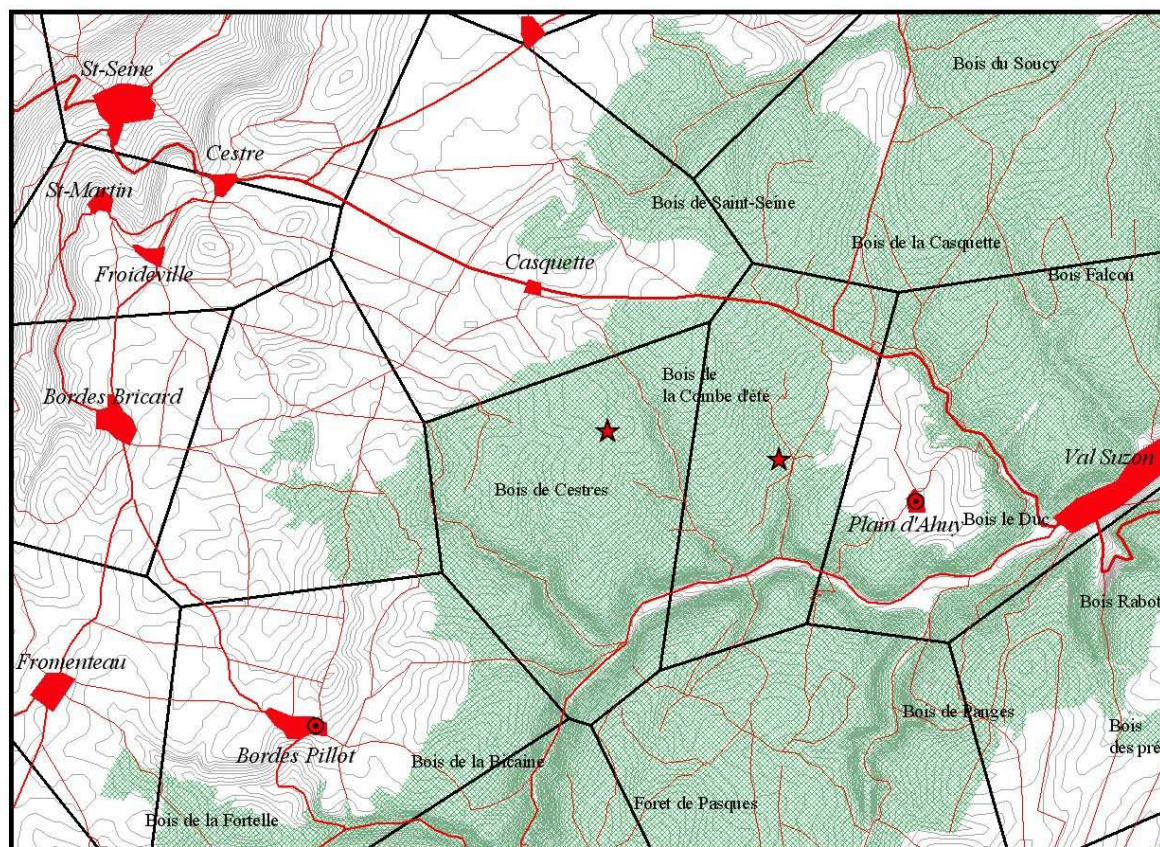 St-Seine
Bois du Soucy
Cestre
St-Martin
Bois de Saint-Seine
Froideville
Casquette
Bois de la Casquette
Bois Falcon
Bordes Bricard
Bois de
la Combe d'été
Val Suzon
Bois de Cestres
Plain d'Ahuy
Bois le Duc
Bois Rabot
Fromenteau
Bordes Pillot
Bois de la Bicaine
Bois de Panges
Bois
des pré
Bois de la Fortelle
Foret de Pasques